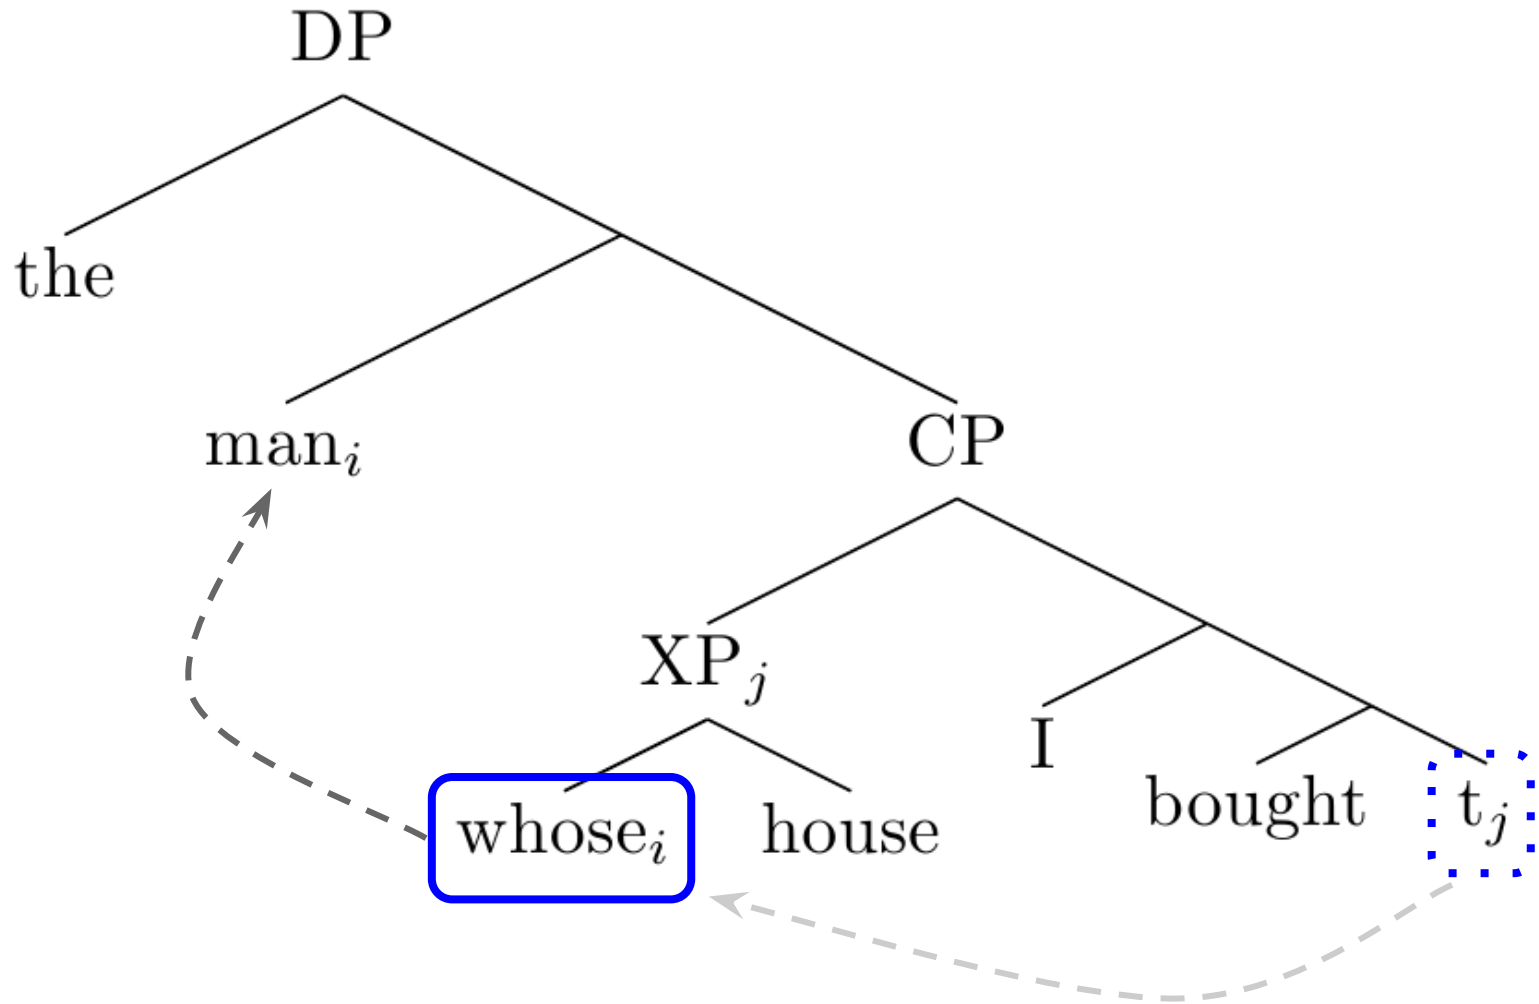 DP
the
man_i
CP
XP_j
I
whose_i house
bought t_j